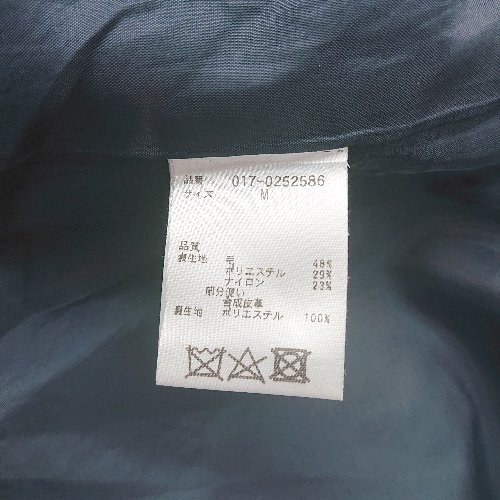 品番 017-0252586
サイズ M
品質
表生地 毛 48%
ポリエステル 29%
ナイロン 23%
部分使い
合成皮革
裏生地 ポリエステル 100%